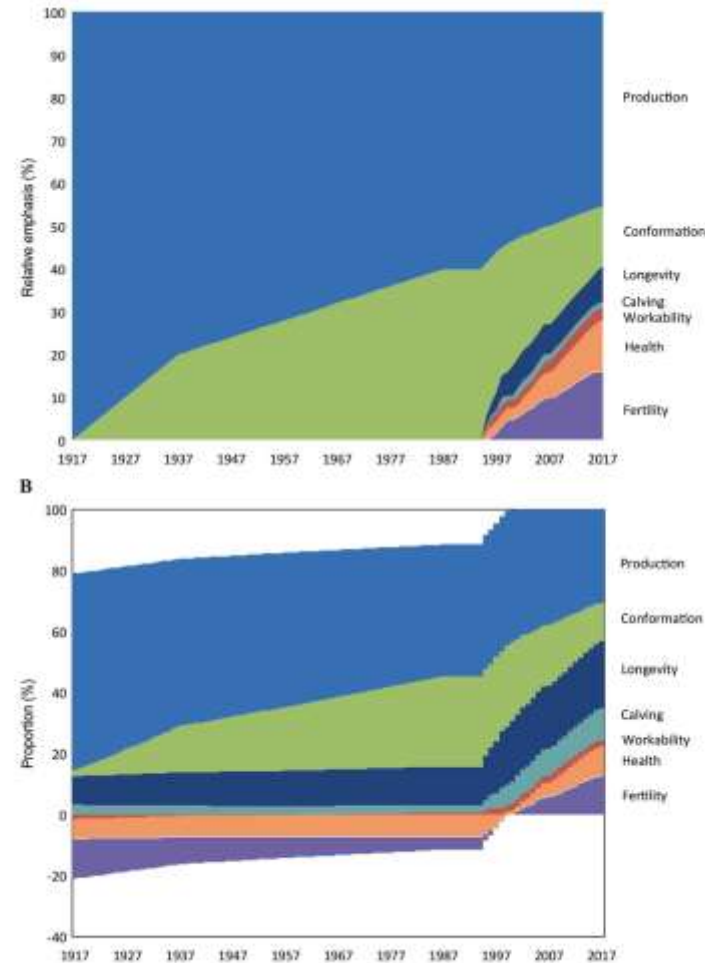 100
90
80
70
60
50
40
30
20
10
0
Relative emphasis (%)
1917 1927 1937 1947 1957 1967 1977 1987 1997 2007 2017
Production
Conformation
Longevity
Calving
Workability
Health
Fertility
B
100
80
60
40
20
0
-20
-40
Proportion (%)
1917 1927 1937 1947 1957 1967 1977 1987 1997 2007 2017
Production
Conformation
Longevity
Calving
Workability
Health
Fertility